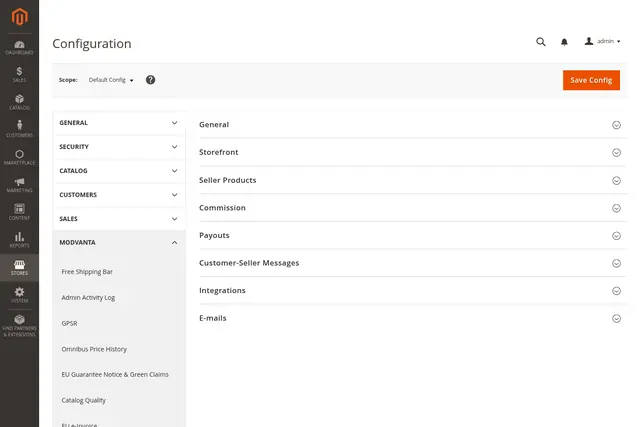 Configuration
admin
Scope:
Default Config
?
Save Config
DASHBOARD
SALES
CATALOG
CUSTOMERS
MARKETPLACE
MARKETING
CONTENT
REPORTS
STORES
SYSTEM
FIND PARTNERS
& EXTENSIONS
GENERAL
SECURITY
CATALOG
CUSTOMERS
SALES
MODVANTA
Free Shipping Bar
Admin Activity Log
GPSR
Omnibus Price History
EU Guarantee Notice & Green Claims
Catalog Quality
EU e-Invoice
General
Storefront
Seller Products
Commission
Payouts
Customer-Seller Messages
Integrations
E-mails